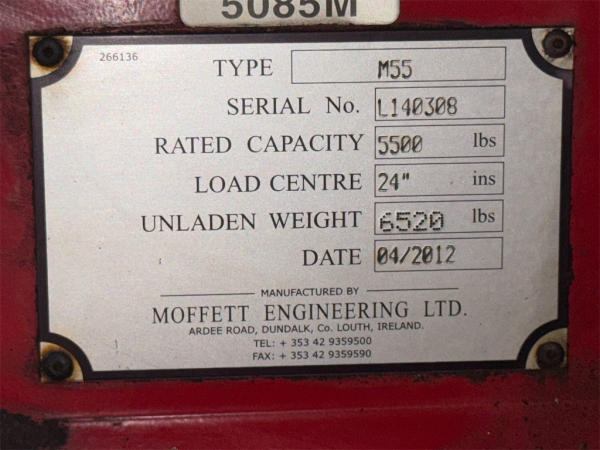 5085M
266136
TYPE M55
SERIAL No. L140308
RATED CAPACITY 5500 lbs
LOAD CENTRE 24" ins
UNLADEN WEIGHT 6520 lbs
DATE 04/2012
MANUFACTURED BY
MOFFETT ENGINEERING LTD.
ARDEE ROAD, DUNDALK, Co. LOUTH, IRELAND.
TEL: + 353 42 9359500
FAX: + 353 42 9359590